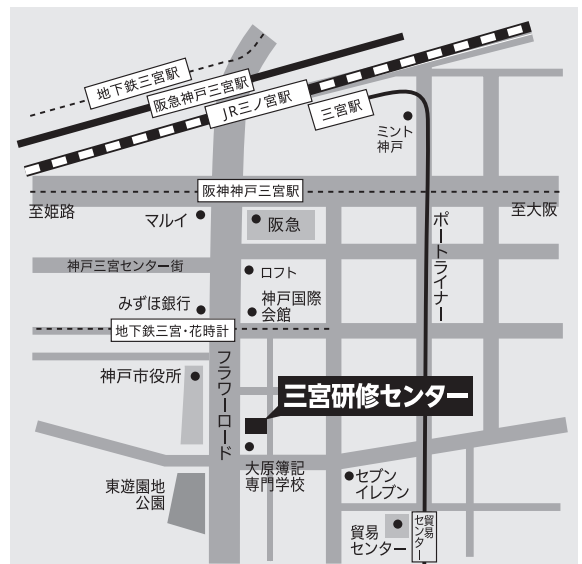 地下鉄三宮駅
阪急神戸三宮駅
JR三ノ宮駅
三宮駅
ミント
神戸
阪神神戸三宮駅
至姫路
マルイ
阪急
至大阪
ポートライナー
神戸三宮センター街
ロフト
みずほ銀行
神戸国際
会館
地下鉄三宮・花時計
フラワーロード
神戸市役所
三宮研修センター
大原簿記
専門学校
東遊園地
公園
セブン
イレブン
貿易
センター
貿易
センター